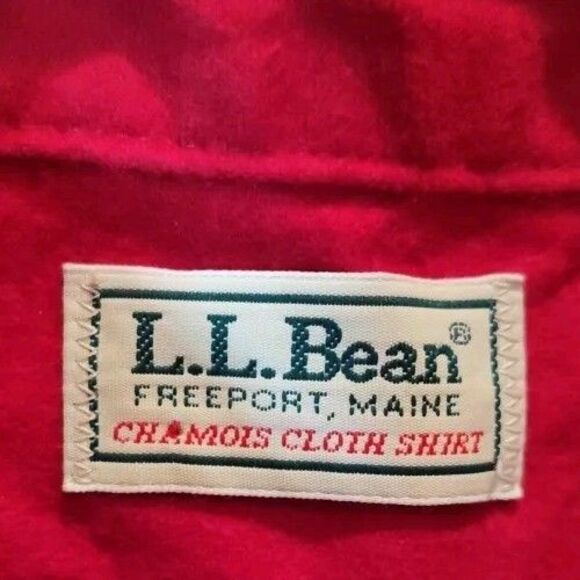 L.L.Bean®
FREEPORT, MAINE
CHAMOIS CLOTH SHIRT